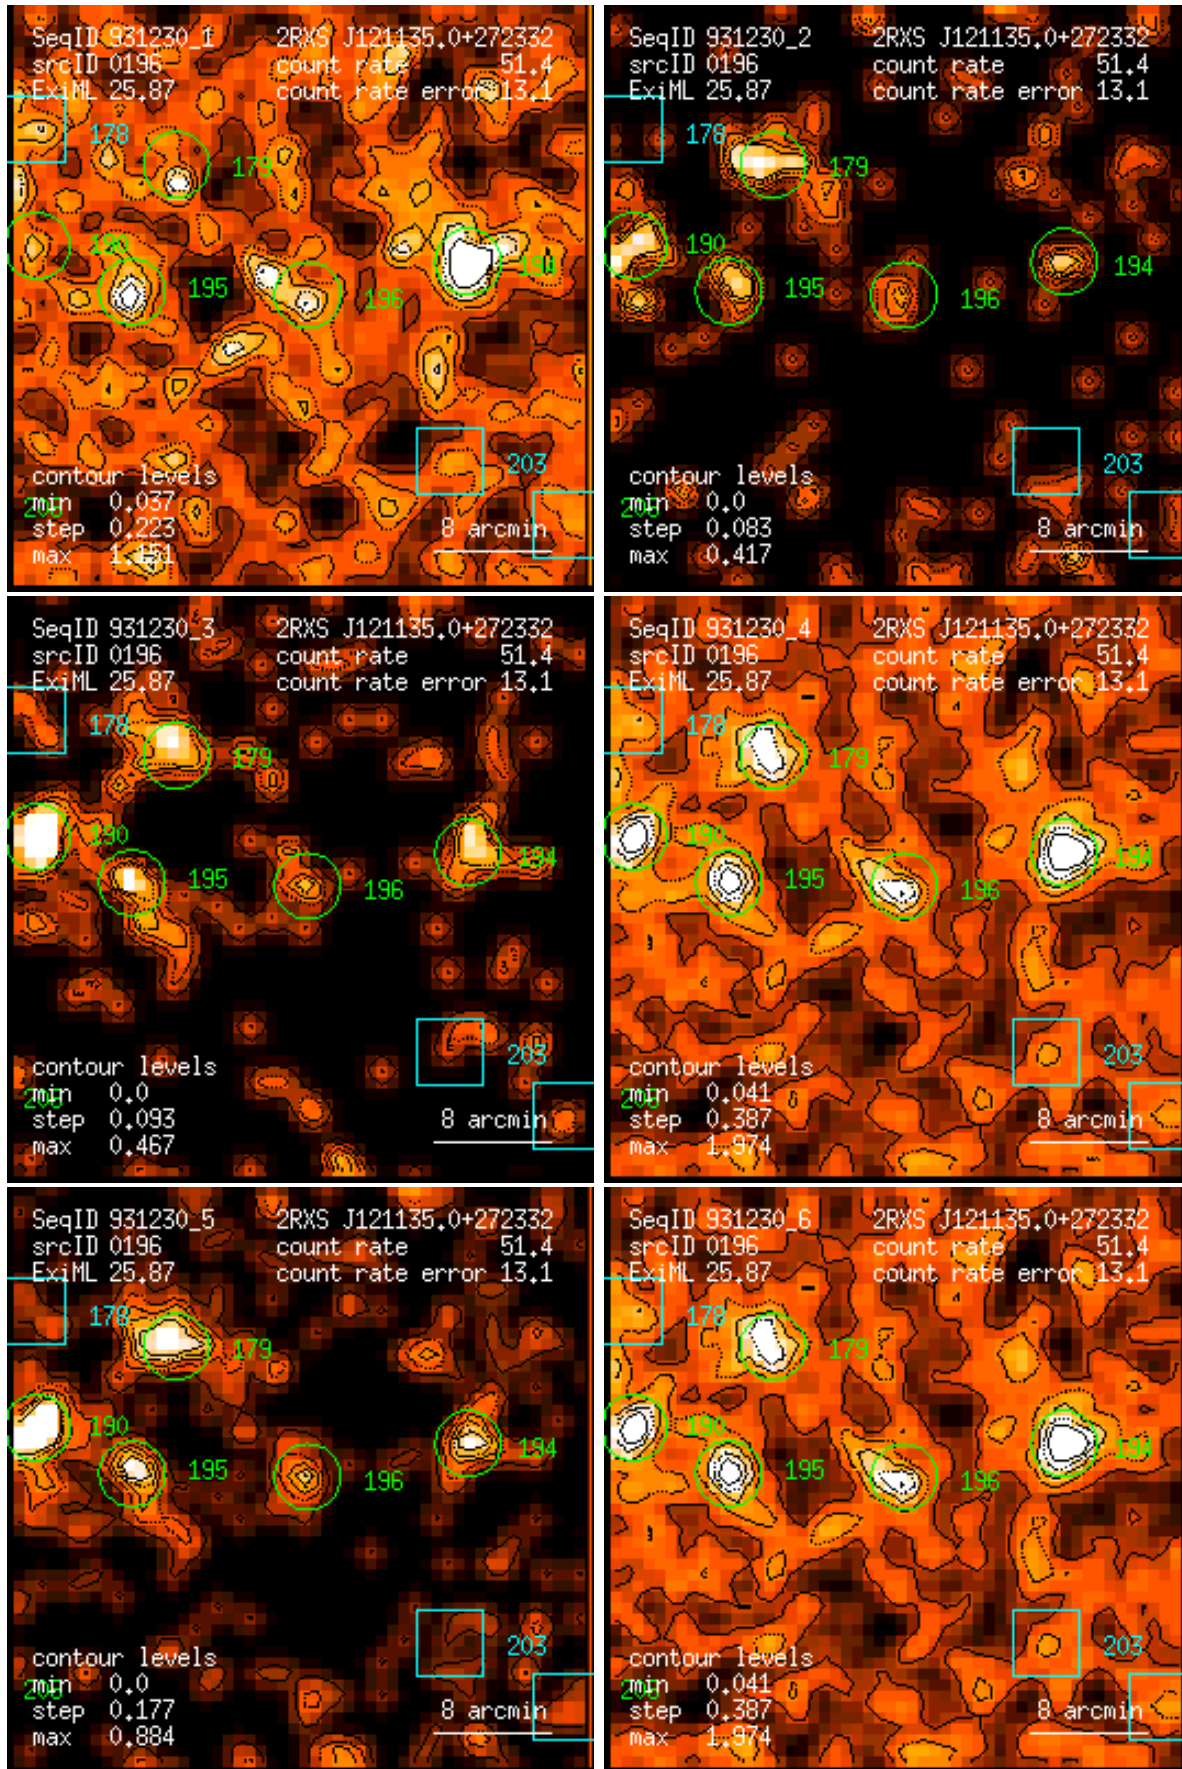 SeqID 931230_1 2RXS J121135.0+272332
srcID 0196 count rate 51.4
ExiML 25.87 count rate error 13.1
178
179
190 194
195 196
203
contour levels
min 0.037
step 0.223 8 arcmin
max 1.151
SeqID 931230_2 2RXS J121135.0+272332
srcID 0196 count rate 51.4
ExiML 25.87 count rate error 13.1
178
179
190 194
195 196
203
contour levels
min 0.0
step 0.083 8 arcmin
max 0.417
SeqID 931230_3 2RXS J121135.0+272332
srcID 0196 count rate 51.4
ExiML 25.87 count rate error 13.1
178
179
190 194
195 196
203
contour levels
min 0.0
step 0.093 8 arcmin
max 0.467
SeqID 931230_4 2RXS J121135.0+272332
srcID 0196 count rate 51.4
ExiML 25.87 count rate error 13.1
178
179
190 194
195 196
203
contour levels
min 0.041
step 0.387 8 arcmin
max 1.974
SeqID 931230_5 2RXS J121135.0+272332
srcID 0196 count rate 51.4
ExiML 25.87 count rate error 13.1
178
179
190 194
195 196
203
contour levels
min 0.0
step 0.177 8 arcmin
max 0.884
SeqID 931230_6 2RXS J121135.0+272332
srcID 0196 count rate 51.4
ExiML 25.87 count rate error 13.1
178
179
190 194
195 196
203
contour levels
min 0.041
step 0.387 8 arcmin
max 1.974